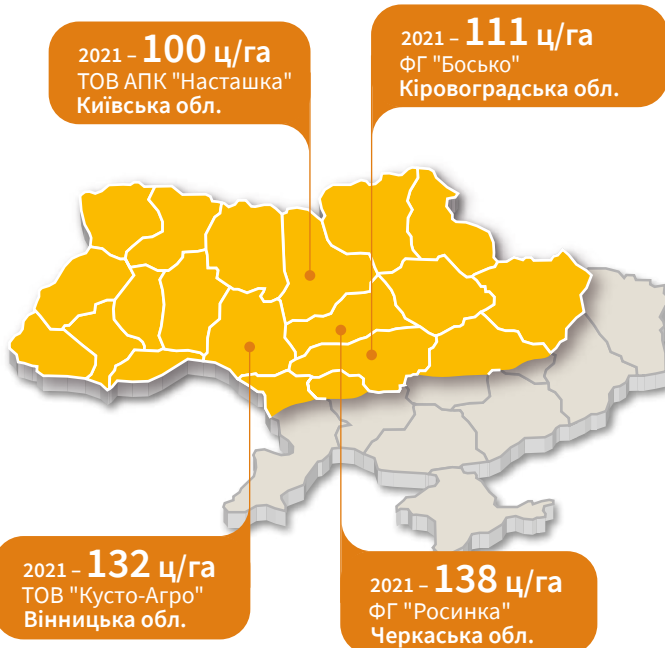 2021 – 100 ц/га
ТОВ АПК "Насташка"
Київська обл.
2021 – 111 ц/га
ФГ "Босько"
Кіровоградська обл.
2021 – 132 ц/га
ТОВ "Кусто-Агро"
Вінницька обл.
2021 – 138 ц/га
ФГ "Росинка"
Черкаська обл.